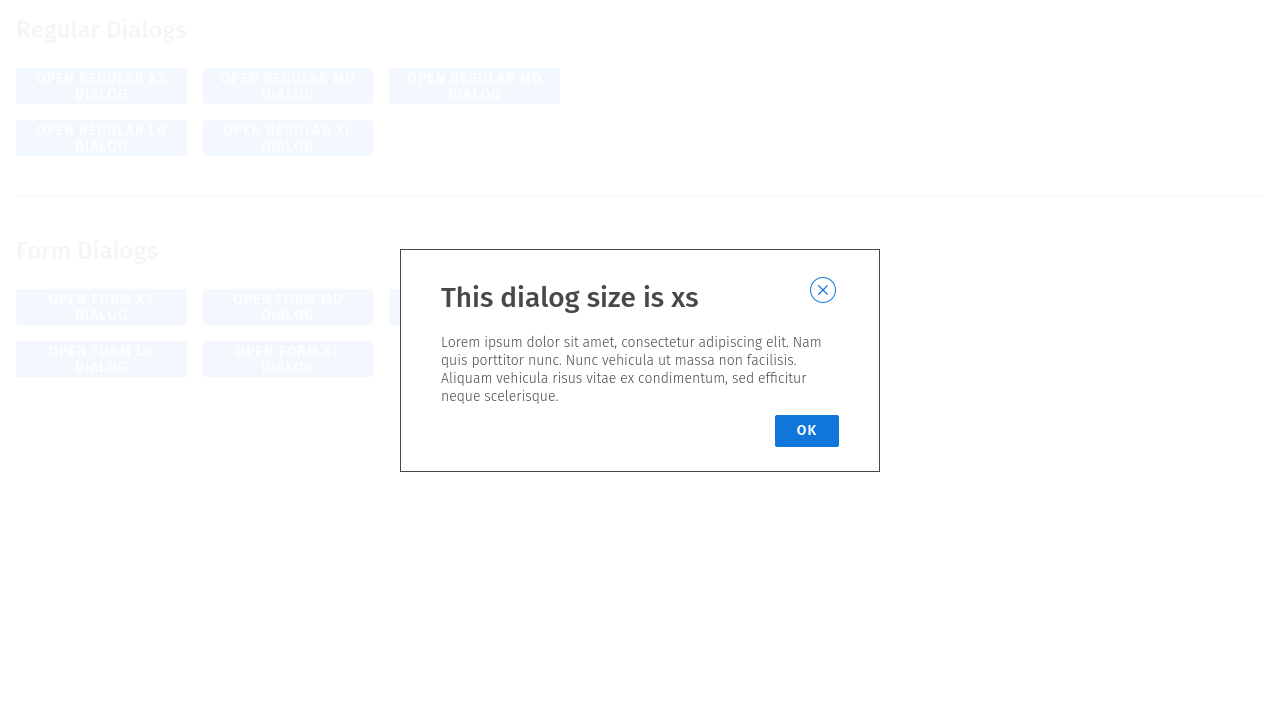 Regular Dialogs
OPEN REGULAR XS
DIALOG
OPEN REGULAR MD
DIALOG
OPEN REGULAR MD
DIALOG
OPEN REGULAR LG
DIALOG
OPEN REGULAR XL
DIALOG
Form Dialogs
OPEN FORM XS
DIALOG
OPEN FORM MD
DIALOG
OPEN FORM LG
DIALOG
OPEN FORM XL
DIALOG
This dialog size is xs
Lorem ipsum dolor sit amet, consectetur adipiscing elit. Nam
quis porttitor nunc. Nunc vehicula ut massa non facilisis.
Aliquam vehicula risus vitae ex condimentum, sed efficitur
neque scelerisque.
OK